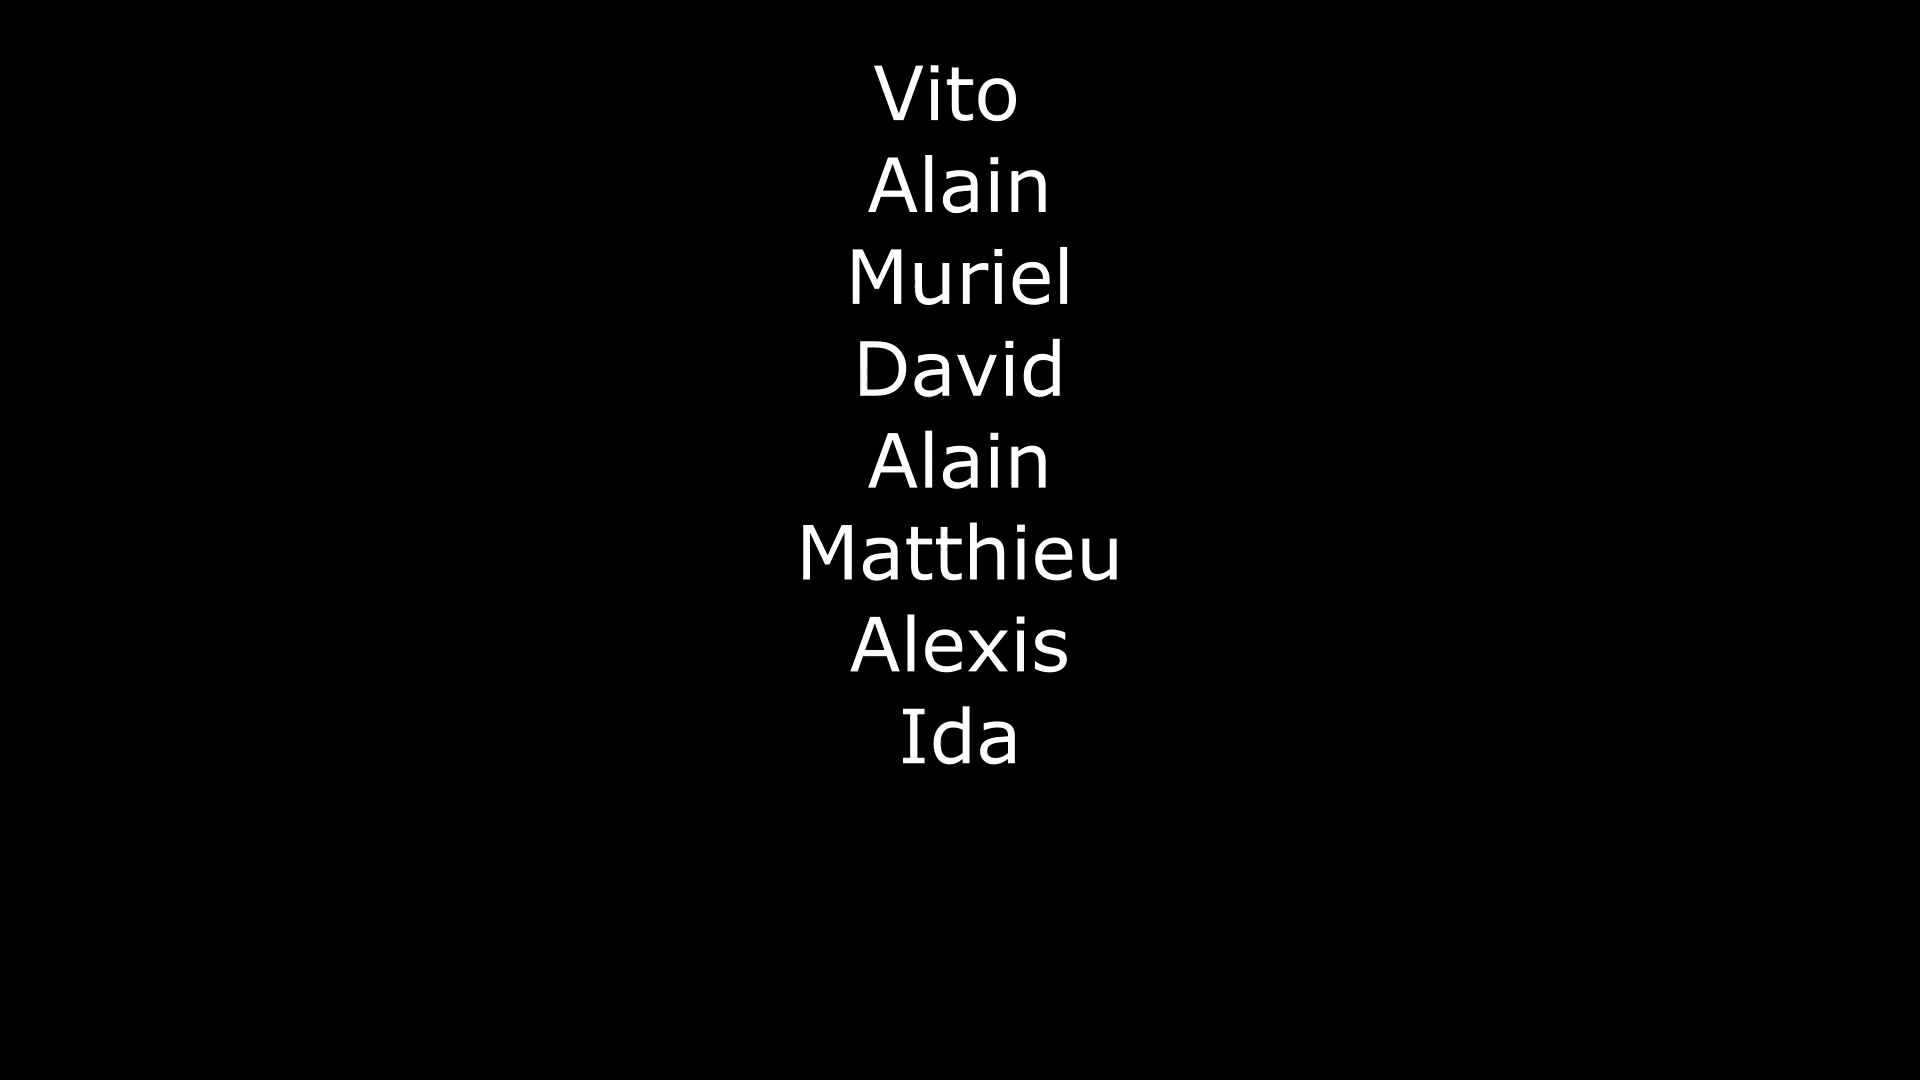 Vito
Alain
Muriel
David
Alain
Matthieu
Alexis
Ida